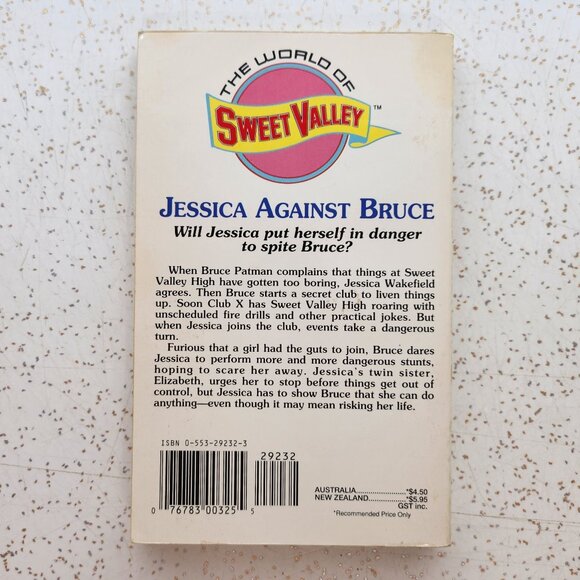 THE WORLD OF
SWEET VALLEY™
JESSICA AGAINST BRUCE
Will Jessica put herself in danger
to spite Bruce?
When Bruce Patman complains that things at Sweet
Valley High have gotten too boring, Jessica Wakefield
agrees. Then Bruce starts a secret club to liven things
up. Soon Club X has Sweet Valley High roaring with
unscheduled fire drills and other practical jokes. But
when Jessica joins the club, events take a dangerous
turn.
Furious that a girl had the guts to join, Bruce dares
Jessica to perform more and more dangerous stunts,
hoping to scare her away. Jessica's twin sister,
Elizabeth, urges her to stop before things get out of
control, but Jessica has to show Bruce that she can do
anything—even though it may mean risking her life.
ISBN 0-553-29232-3
29232
0 76783 00325 5
AUSTRALIA....................*$4.50
NEW ZEALAND..............*$5.95
GST inc.
*Recommended Price Only